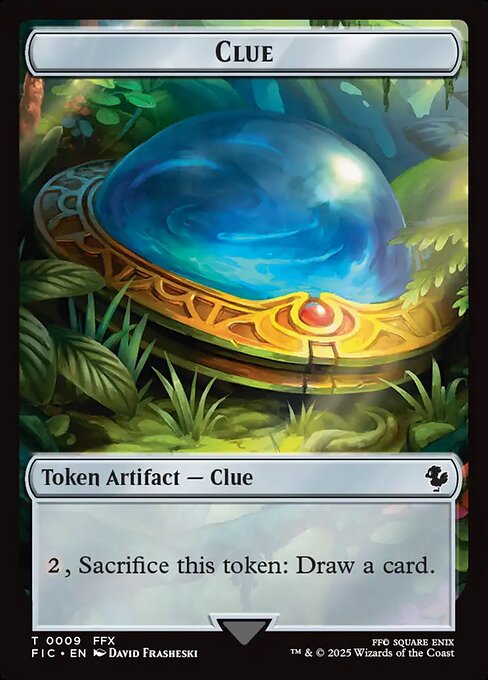 Clue
Token Artifact — Clue
2, Sacrifice this token: Draw a card.
T 0009 FFX
FIC • EN David Frasheski
FF© SQUARE ENIX
™ & © 2025 Wizards of the Coast